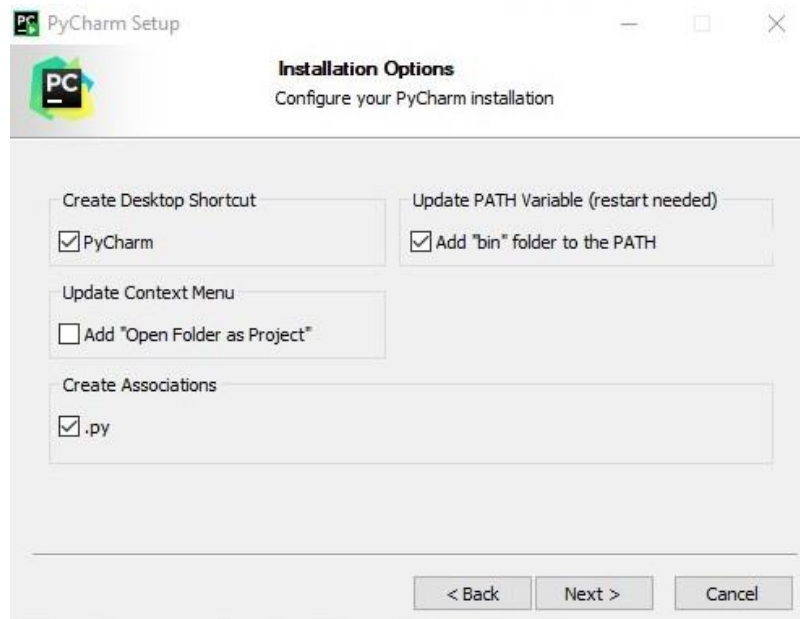 PC PyCharm Setup
PC
Installation Options
Configure your PyCharm installation
Create Desktop Shortcut
PyCharm
Update PATH Variable (restart needed)
Add "bin" folder to the PATH
Update Context Menu
Add "Open Folder as Project"
Create Associations
.py
< Back
Next >
Cancel